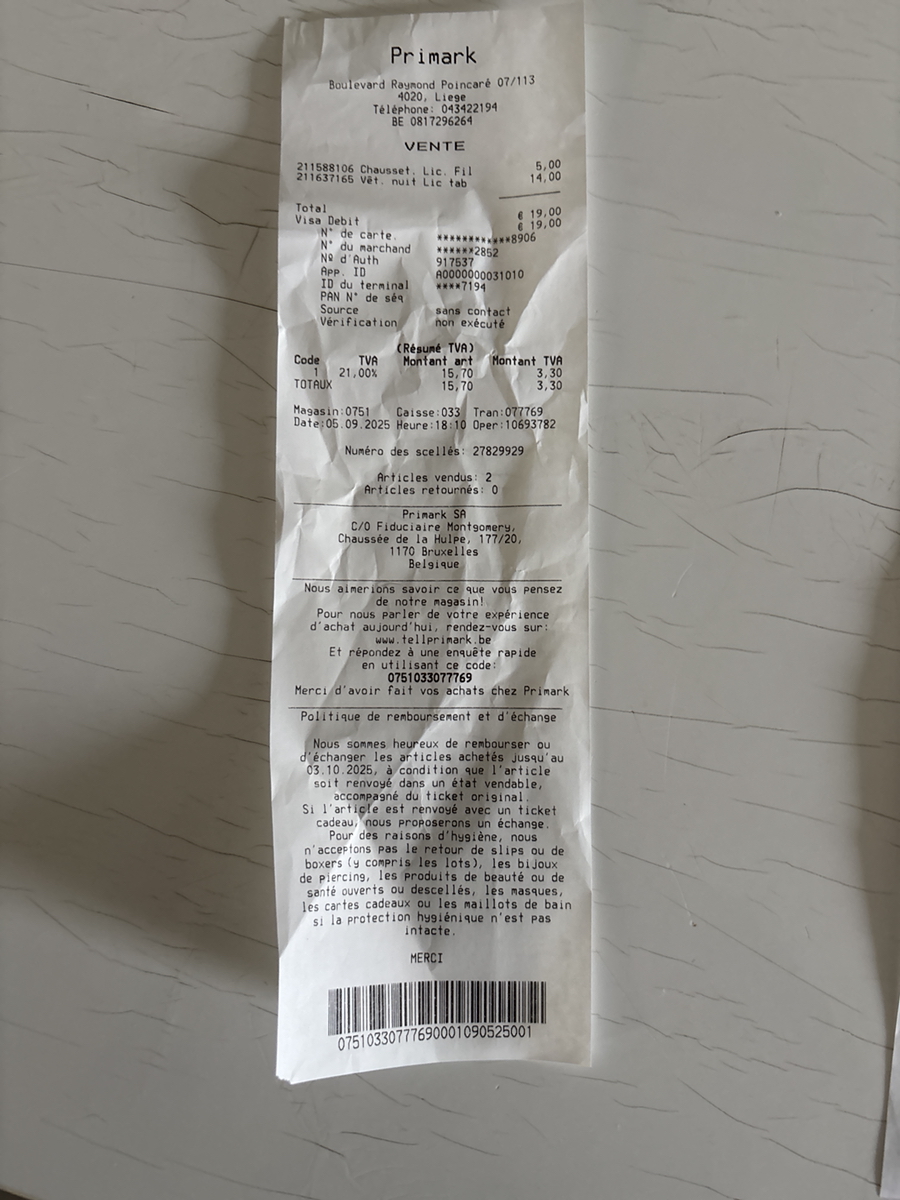 Primark
Boulevard Raymond Poincaré 07/113
4020, Liege
Téléphone: 043422194
BE 0817296264
VENTE
211588106 Chausset. Lic. Fil 5,00
211637165 Vêt. nuit Lic tab 14,00
Total € 19,00
Visa Debit € 19,00
N° de carte. ************8906
N° du marchand ******2852
Nº d'Auth 917537
App. ID A0000000031010
ID du terminal ****7194
PAN N° de séq
Source sans contact
Vérification non exécuté
(Résumé TVA)
Code TVA Montant art Montant TVA
1 21,00% 15,70 3,30
TOTAUX 15,70 3,30
Magasin:0751 Caisse:033 Tran:077769
Date:05.09.2025 Heure:18:10 Oper:10693782
Numéro des scellés: 27829929
Articles vendus: 2
Articles retournés: 0
Primark SA
C/O Fiduciaire Montgomery,
Chaussée de la Hulpe, 177/20,
1170 Bruxelles
Belgique
Nous aimerions savoir ce que vous pensez
de notre magasin!
Pour nous parler de votre expérience
d'achat aujourd'hui, rendez-vous sur:
www.tellprimark.be
Et répondez à une enquête rapide
en utilisant ce code:
0751033077769
Merci d'avoir fait vos achats chez Primark
Politique de remboursement et d'échange
Nous sommes heureux de rembourser ou
d'échanger les articles achetés jusqu'au
03.10.2025, à condition que l'article
soit renvoyé dans un état vendable,
accompagné du ticket original.
Si l'article est renvoyé avec un ticket
cadeau, nous proposerons un échange.
Pour des raisons d'hygiène, nous
n'acceptons pas le retour de slips ou de
boxers (y compris les lots), les bijoux
de piercing, les produits de beauté ou de
santé ouverts ou descellés, les masques,
les cartes cadeaux ou les maillots de bain
si la protection hygiénique n'est pas
intacte.
MERCI
07510330777690001090525001